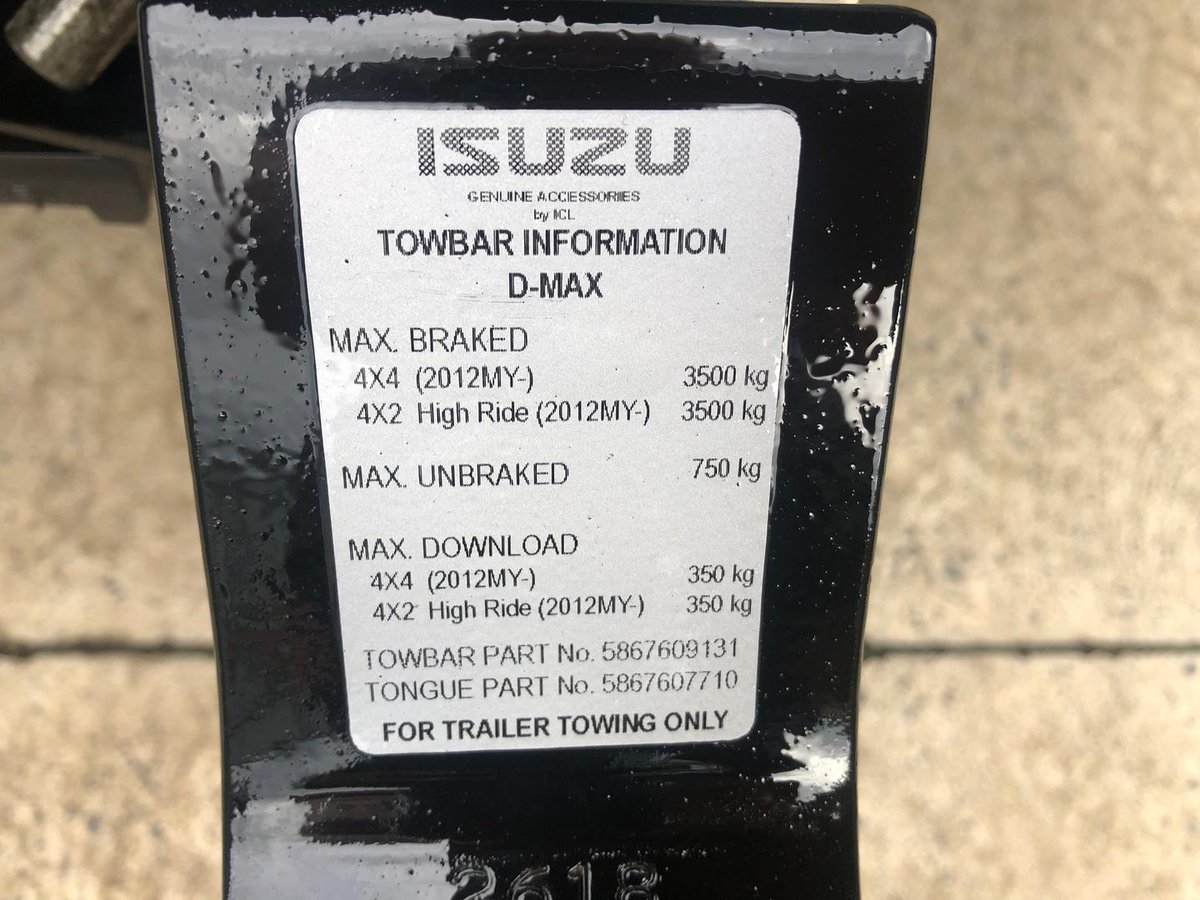 ISUZU
GENUINE ACCESSORIES
by ICL
TOWBAR INFORMATION
D-MAX
MAX. BRAKED
4X4 (2012MY-) 3500 kg
4X2 High Ride (2012MY-) 3500 kg
MAX. UNBRAKED 750 kg
MAX. DOWNLOAD
4X4 (2012MY-) 350 kg
4X2 High Ride (2012MY-) 350 kg
TOWBAR PART No. 5867609131
TONGUE PART No. 5867607710
FOR TRAILER TOWING ONLY
2618